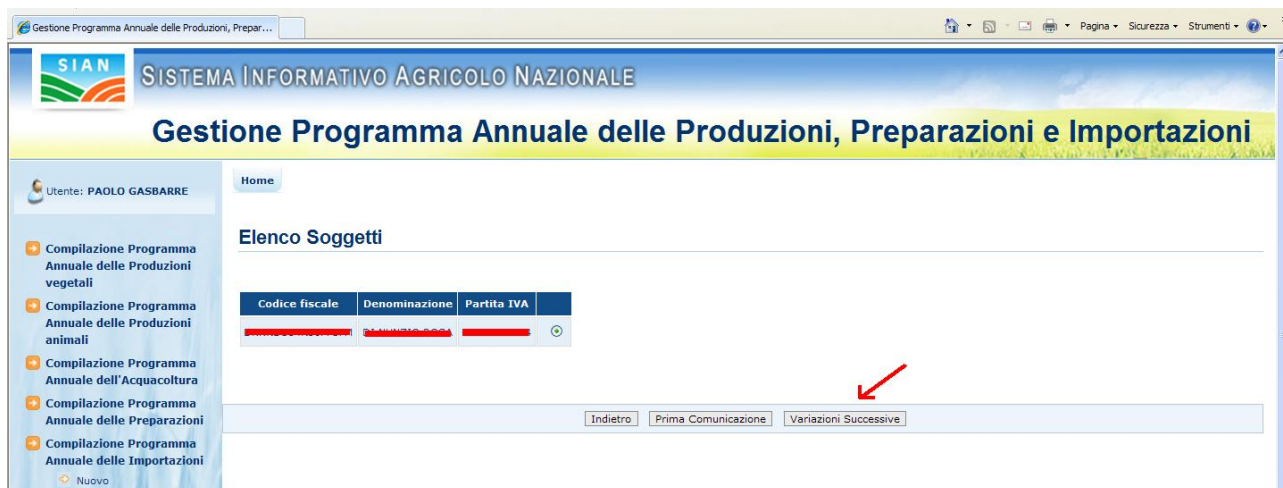 Gestione Programma Annuale delle Produzioni, Prepar...
Pagina
Sicurezza
Strumenti
SIAN
SISTEMA INFORMATIVO AGRICOLO NAZIONALE
Gestione Programma Annuale delle Produzioni, Preparazioni e Importazioni
Utente: PAOLO GASBARRE
Home
Compilazione Programma
Annuale delle Produzioni
vegetali
Compilazione Programma
Annuale delle Produzioni
animali
Compilazione Programma
Annuale dell'Acquacoltura
Compilazione Programma
Annuale delle Preparazioni
Compilazione Programma
Annuale delle Importazioni
Nuovo
Elenco Soggetti
Codice fiscale Denominazione Partita IVA
Indietro Prima Comunicazione Variazioni Successive